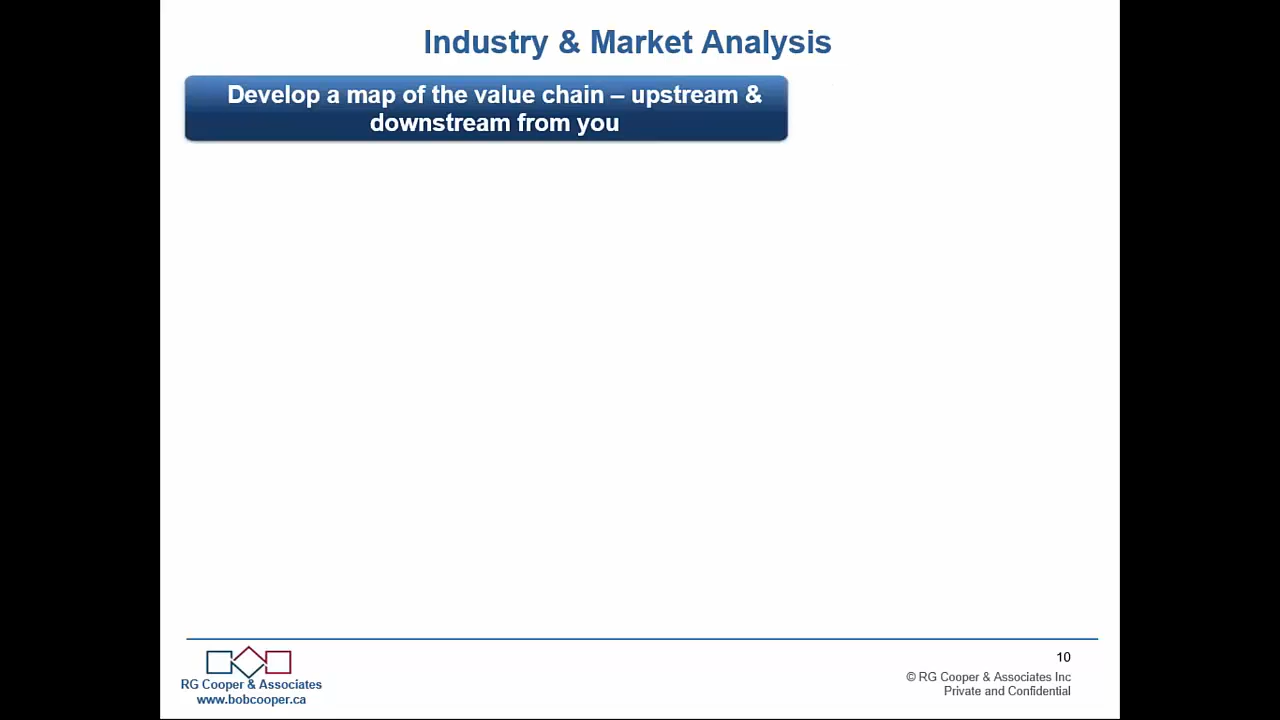 Industry & Market Analysis
Develop a map of the value chain – upstream &
downstream from you
10
RG Cooper & Associates
www.bobcooper.ca
© RG Cooper & Associates Inc
Private and Confidential